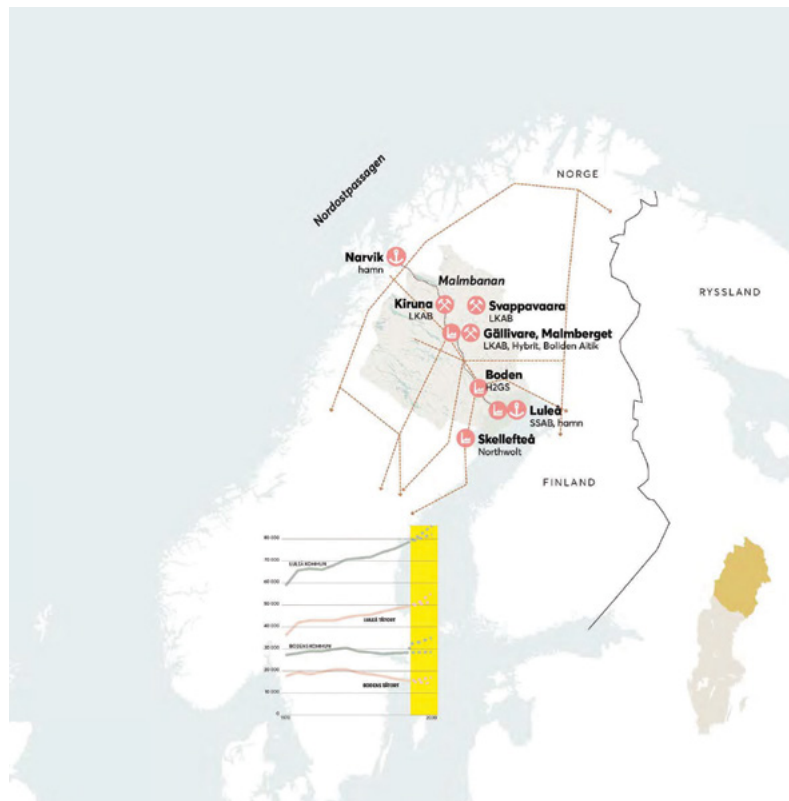 Nordostpassagen
NORGE
Narvik
hamn
Malmbanan
RYSSLAND
Kiruna
LKAB
Svappavaara
LKAB
Gällivare, Malmberget
LKAB, Hybrit, Boliden Aitik
Boden
H2GS
Luleå
SSAB, hamn
Skellefteå
Northwolt
FINLAND
80 000
LULEÅ KOMMUN
70 000
60 000
50 000
LULEÅ TÄTORT
40 000
BODENS KOMMUN
30 000
20 000
BODENS TÄTORT
10 000
0